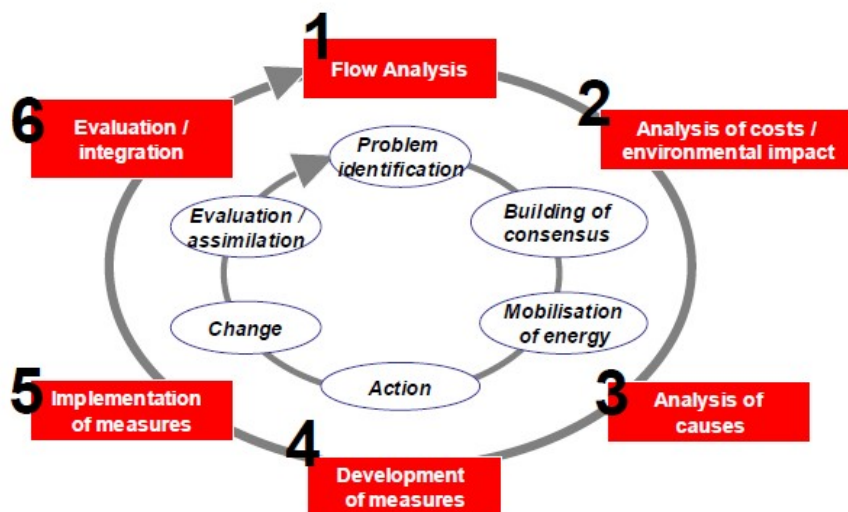 1
Flow Analysis
2
Analysis of costs /
environmental impact
3
Analysis of
causes
4
Development
of measures
5
Implementation
of measures
6
Evaluation /
integration
Problem
identification
Building of
consensus
Mobilisation
of energy
Action
Change
Evaluation /
assimilation